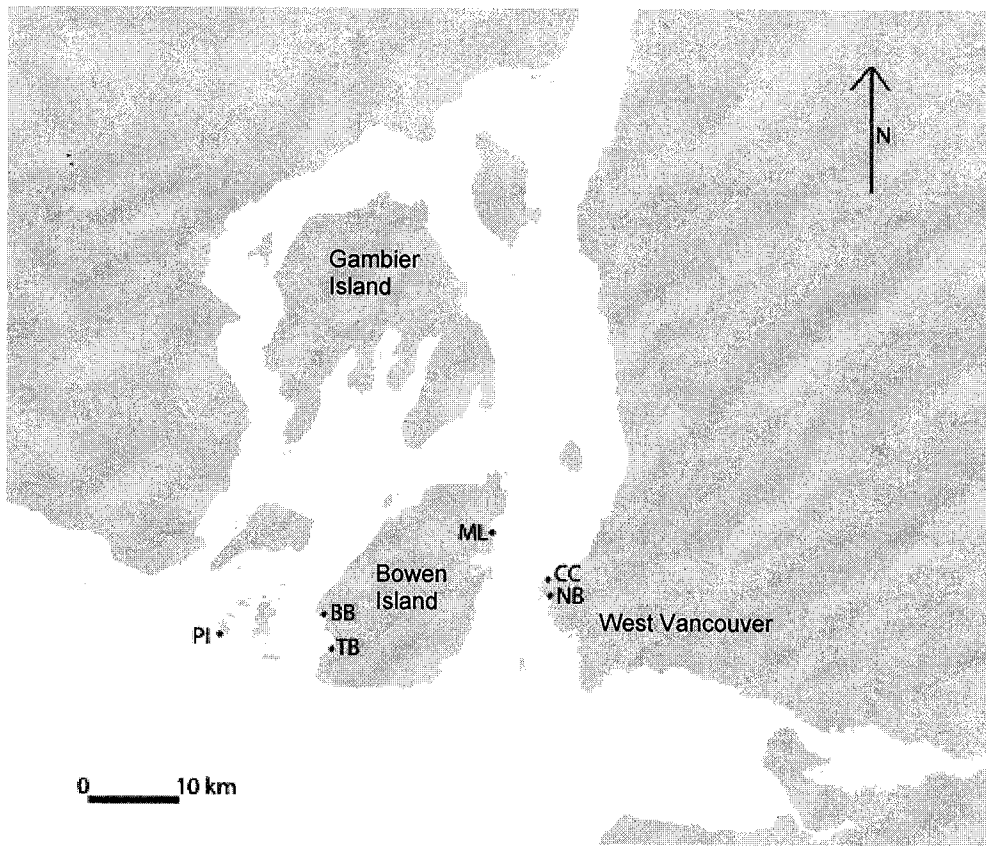 N
Gambier
Island
ML
CC
Bowen
Island
NB
BB
West Vancouver
PI
TB
0 10 km